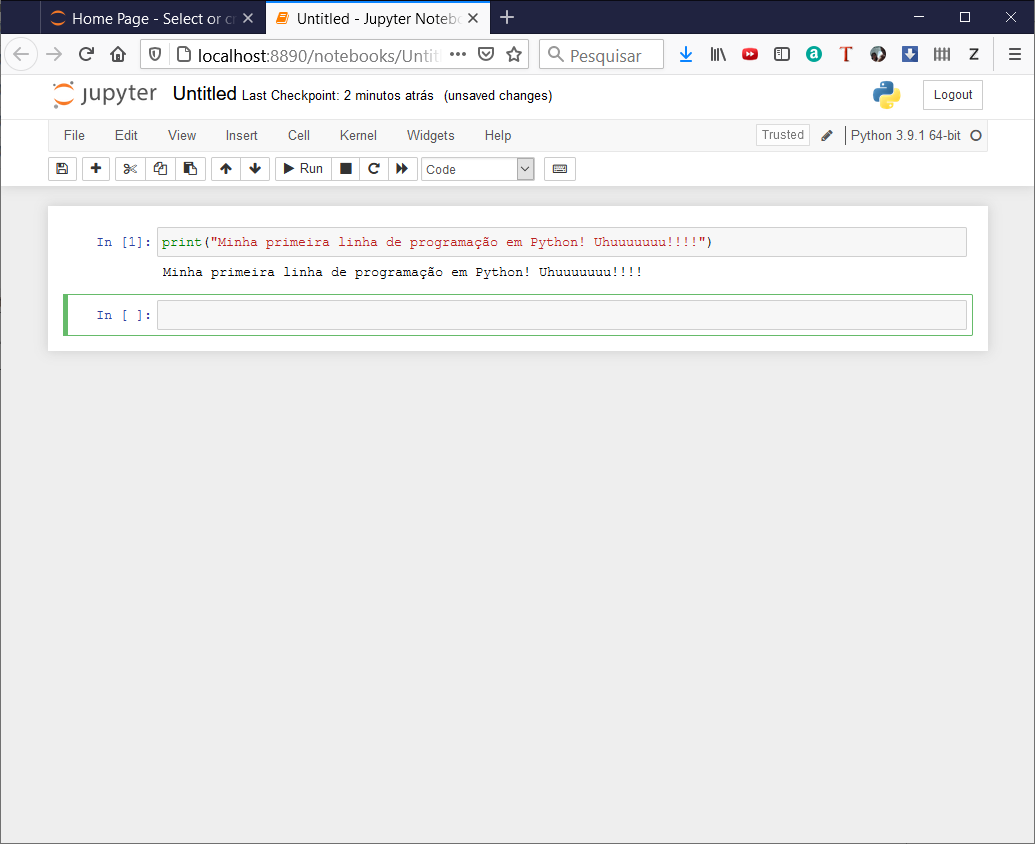 Home Page - Select or cr
Untitled - Jupyter Notebo
localhost:8890/notebooks/Untit
Pesquisar
jupyter Untitled Last Checkpoint: 2 minutos atrás (unsaved changes)
Logout
File Edit View Insert Cell Kernel Widgets Help
Trusted Python 3.9.1 64-bit
Run Code
In [1]: print("Minha primeira linha de programação em Python! Uhuuuuuuu!!!!")
Minha primeira linha de programação em Python! Uhuuuuuuu!!!!
In [ ]: